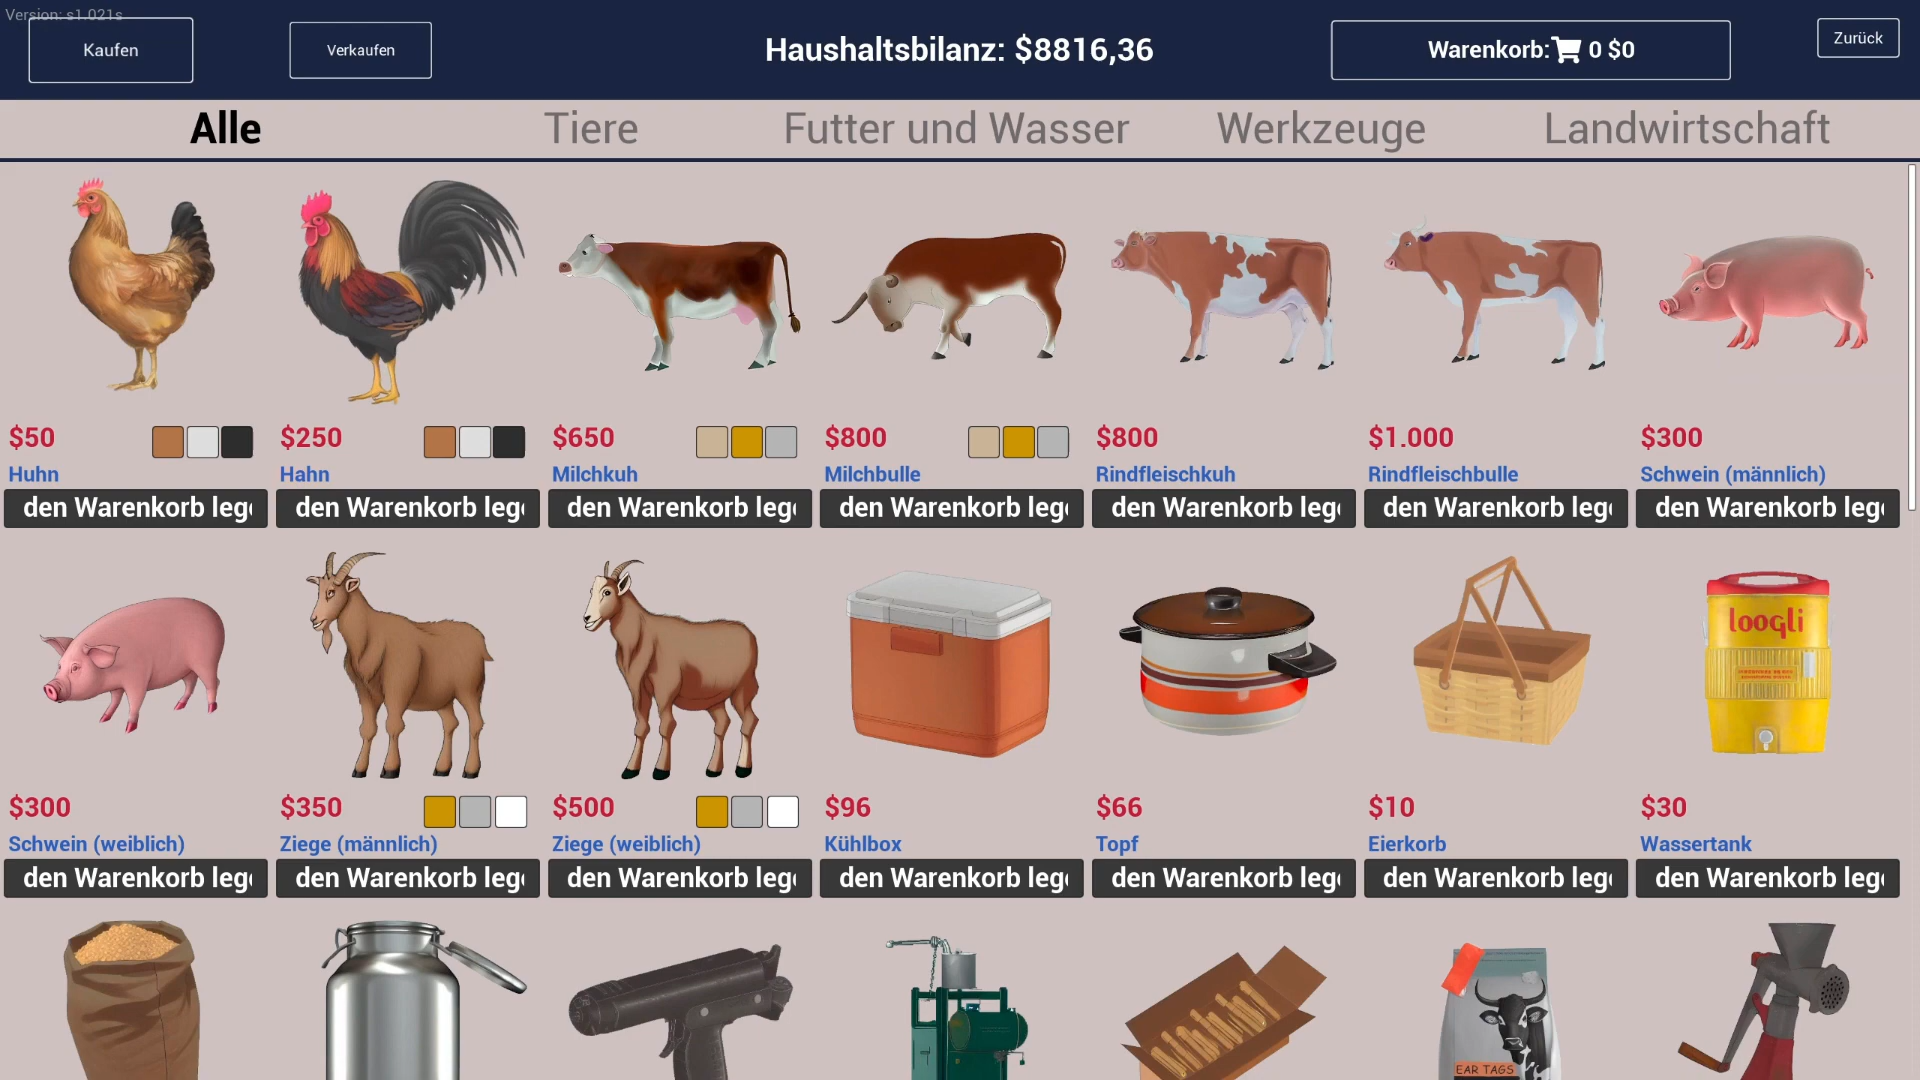 Version: s1.021s
Kaufen
Verkaufen
Haushaltsbilanz: $8816,36
Warenkorb: 0 $0
Zurück
Alle
Tiere
Futter und Wasser
Werkzeuge
Landwirtschaft
$50
$250
$650
$800
$800
$1.000
$300
Huhn
Hahn
Milchkuh
Milchbulle
Rindfleischkuh
Rindfleischbulle
Schwein (männlich)
den Warenkorb leg
den Warenkorb leg
den Warenkorb leg
den Warenkorb leg
den Warenkorb leg
den Warenkorb leg
den Warenkorb leg
loogli
$300
$350
$500
$96
$66
$10
$30
Schwein (weiblich)
Ziege (männlich)
Ziege (weiblich)
Kühlbox
Topf
Eierkorb
Wassertank
den Warenkorb leg
den Warenkorb leg
den Warenkorb leg
den Warenkorb leg
den Warenkorb leg
den Warenkorb leg
den Warenkorb leg
EAR TAGS